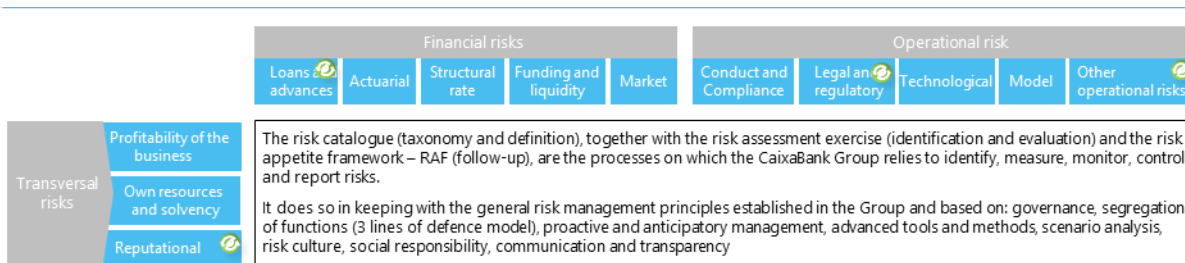 Financial risks
Operational risk
Loans
advances
Actuarial
Structural
rate
Funding and
liquidity
Market
Conduct and
Compliance
Legal an
regulatory
Technological
Model
Other
operational risks
Transversal
risks
Profitability of the
business
Own resources
and solvency
Reputational
The risk catalogue (taxonomy and definition), together with the risk assessment exercise (identification and evaluation) and the risk
appetite framework – RAF (follow-up), are the processes on which the CaixaBank Group relies to identify, measure, monitor, control
and report risks.
It does so in keeping with the general risk management principles established in the Group and based on: governance, segregation
of functions (3 lines of defence model), proactive and anticipatory management, advanced tools and methods, scenario analysis,
risk culture, social responsibility, communication and transparency